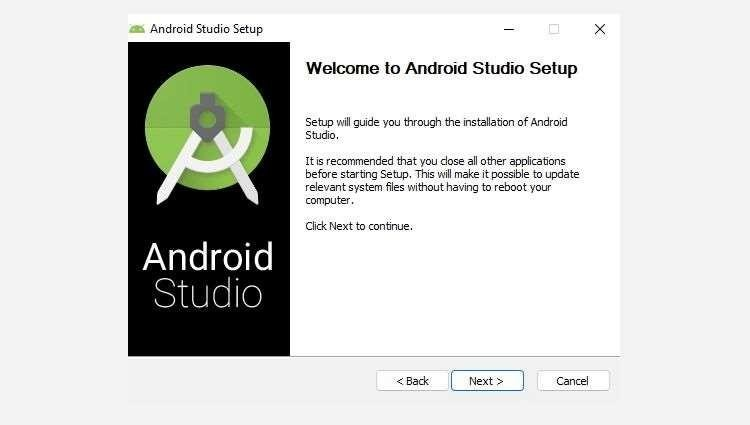 Android Studio Setup
Welcome to Android Studio Setup
Setup will guide you through the installation of Android
Studio.
It is recommended that you close all other applications
before starting Setup. This will make it possible to update
relevant system files without having to reboot your
computer.
Click Next to continue.
Android
Studio
< Back
Next >
Cancel